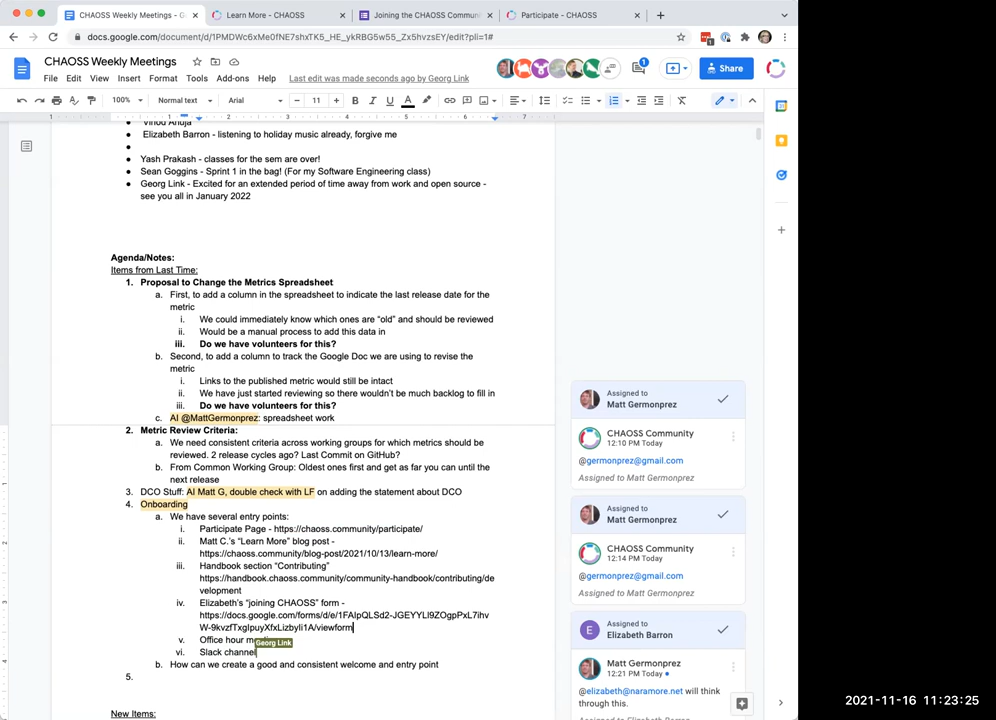 CHAOSS Weekly Meetings - G
Learn More - CHAOSS
Joining the CHAOSS Commun
Participate - CHAOSS
docs.google.com/document/d/1PMDWc6xMe0fNE7shxTK5_HE_ykRBG5w55_Zx5hvzsEY/edit?pli=1#
CHAOSS Weekly Meetings
File Edit View Insert Format Tools Add-ons Help Last edit was made seconds ago by Georg Link
1
Share
100% Normal text Arial 11
Vinod Ahuja
Elizabeth Barron - listening to holiday music already, forgive me
Yash Prakash - classes for the sem are over!
Sean Goggins - Sprint 1 in the bag! (For my Software Engineering class)
Georg Link - Excited for an extended period of time away from work and open source -
see you all in January 2022
Agenda/Notes:
Items from Last Time:
1. Proposal to Change the Metrics Spreadsheet
a. First, to add a column in the spreadsheet to indicate the last release date for the
metric
i. We could immediately know which ones are "old" and should be reviewed
ii. Would be a manual process to add this data in
iii. Do we have volunteers for this?
b. Second, to add a column to track the Google Doc we are using to revise the
metric
i. Links to the published metric would still be intact
ii. We have just started reviewing so there wouldn't be much backlog to fill in
iii. Do we have volunteers for this?
c. AI @MattGermonprez: spreadsheet work
2. Metric Review Criteria:
a. We need consistent criteria across working groups for which metrics should be
reviewed. 2 release cycles ago? Last Commit on GitHub?
b. From Common Working Group: Oldest ones first and get as far you can until the
next release
3. DCO Stuff: AI Matt G, double check with LF on adding the statement about DCO
4. Onboarding
a. We have several entry points:
i. Participate Page - https://chaoss.community/participate/
ii. Matt C.'s "Learn More" blog post -
https://chaoss.community/blog-post/2021/10/13/learn-more/
iii. Handbook section "Contributing"
https://handbook.chaoss.community/community-handbook/contributing/de
velopment
iv. Elizabeth's "joining CHAOSS" form -
https://docs.google.com/forms/d/e/1FAIpQLSd2-JGEYYLI9ZOgpPxL7ihv
W-9kvzfTxgIpuyXfxLizbyli1A/viewform
v. Office hour m
Georg Link
vi. Slack channel
b. How can we create a good and consistent welcome and entry point
5.
New Items:
Assigned to
Matt Germonprez
CHAOSS Community
12:10 PM Today
@germonprez@gmail.com
Assigned to Matt Germonprez
Assigned to
Matt Germonprez
CHAOSS Community
12:14 PM Today
@germonprez@gmail.com
Assigned to Matt Germonprez
E
Assigned to
Elizabeth Barron
Matt Germonprez
12:21 PM Today
@elizabeth@naramore.net will think
through this.
Assigned to Elizabeth Barron
2021-11-16 11:23:25